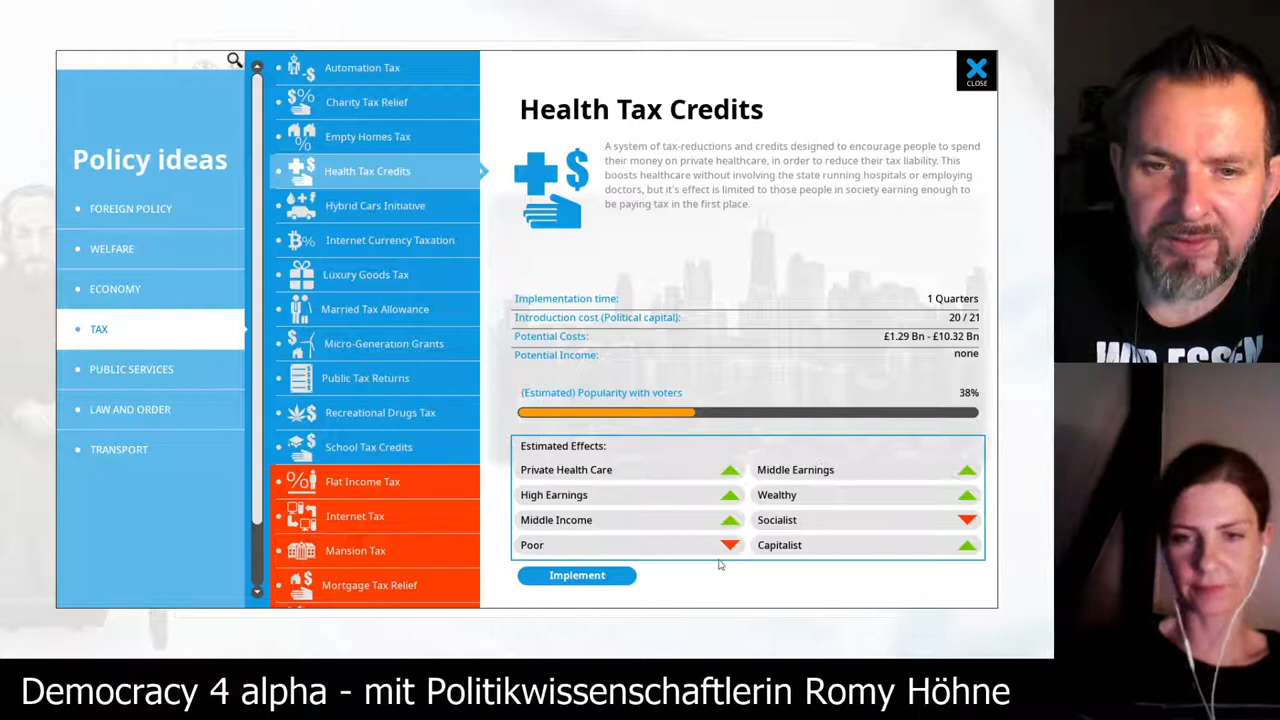 Policy ideas
FOREIGN POLICY
WELFARE
ECONOMY
TAX
PUBLIC SERVICES
LAW AND ORDER
TRANSPORT
Automation Tax
Charity Tax Relief
Empty Homes Tax
Health Tax Credits
Hybrid Cars Initiative
Internet Currency Taxation
Luxury Goods Tax
Married Tax Allowance
Micro-Generation Grants
Public Tax Returns
Recreational Drugs Tax
School Tax Credits
Flat Income Tax
Internet Tax
Mansion Tax
Mortgage Tax Relief
CLOSE
Health Tax Credits
A system of tax-reductions and credits designed to encourage people to spend
their money on private healthcare, in order to reduce their tax liability. This
boosts healthcare without involving the state running hospitals or employing
doctors, but it's effect is limited to those people in society earning enough to
be paying tax in the first place.
Implementation time: 1 Quarters
Introduction cost (Political capital): 20 / 21
Potential Costs: £1.29 Bn - £10.32 Bn
Potential Income: none
(Estimated) Popularity with voters 38%
Estimated Effects:
Private Health Care Middle Earnings
High Earnings Wealthy
Middle Income Socialist
Poor Capitalist
Implement
Democracy 4 alpha - mit Politikwissenschaftlerin Romy Höhne